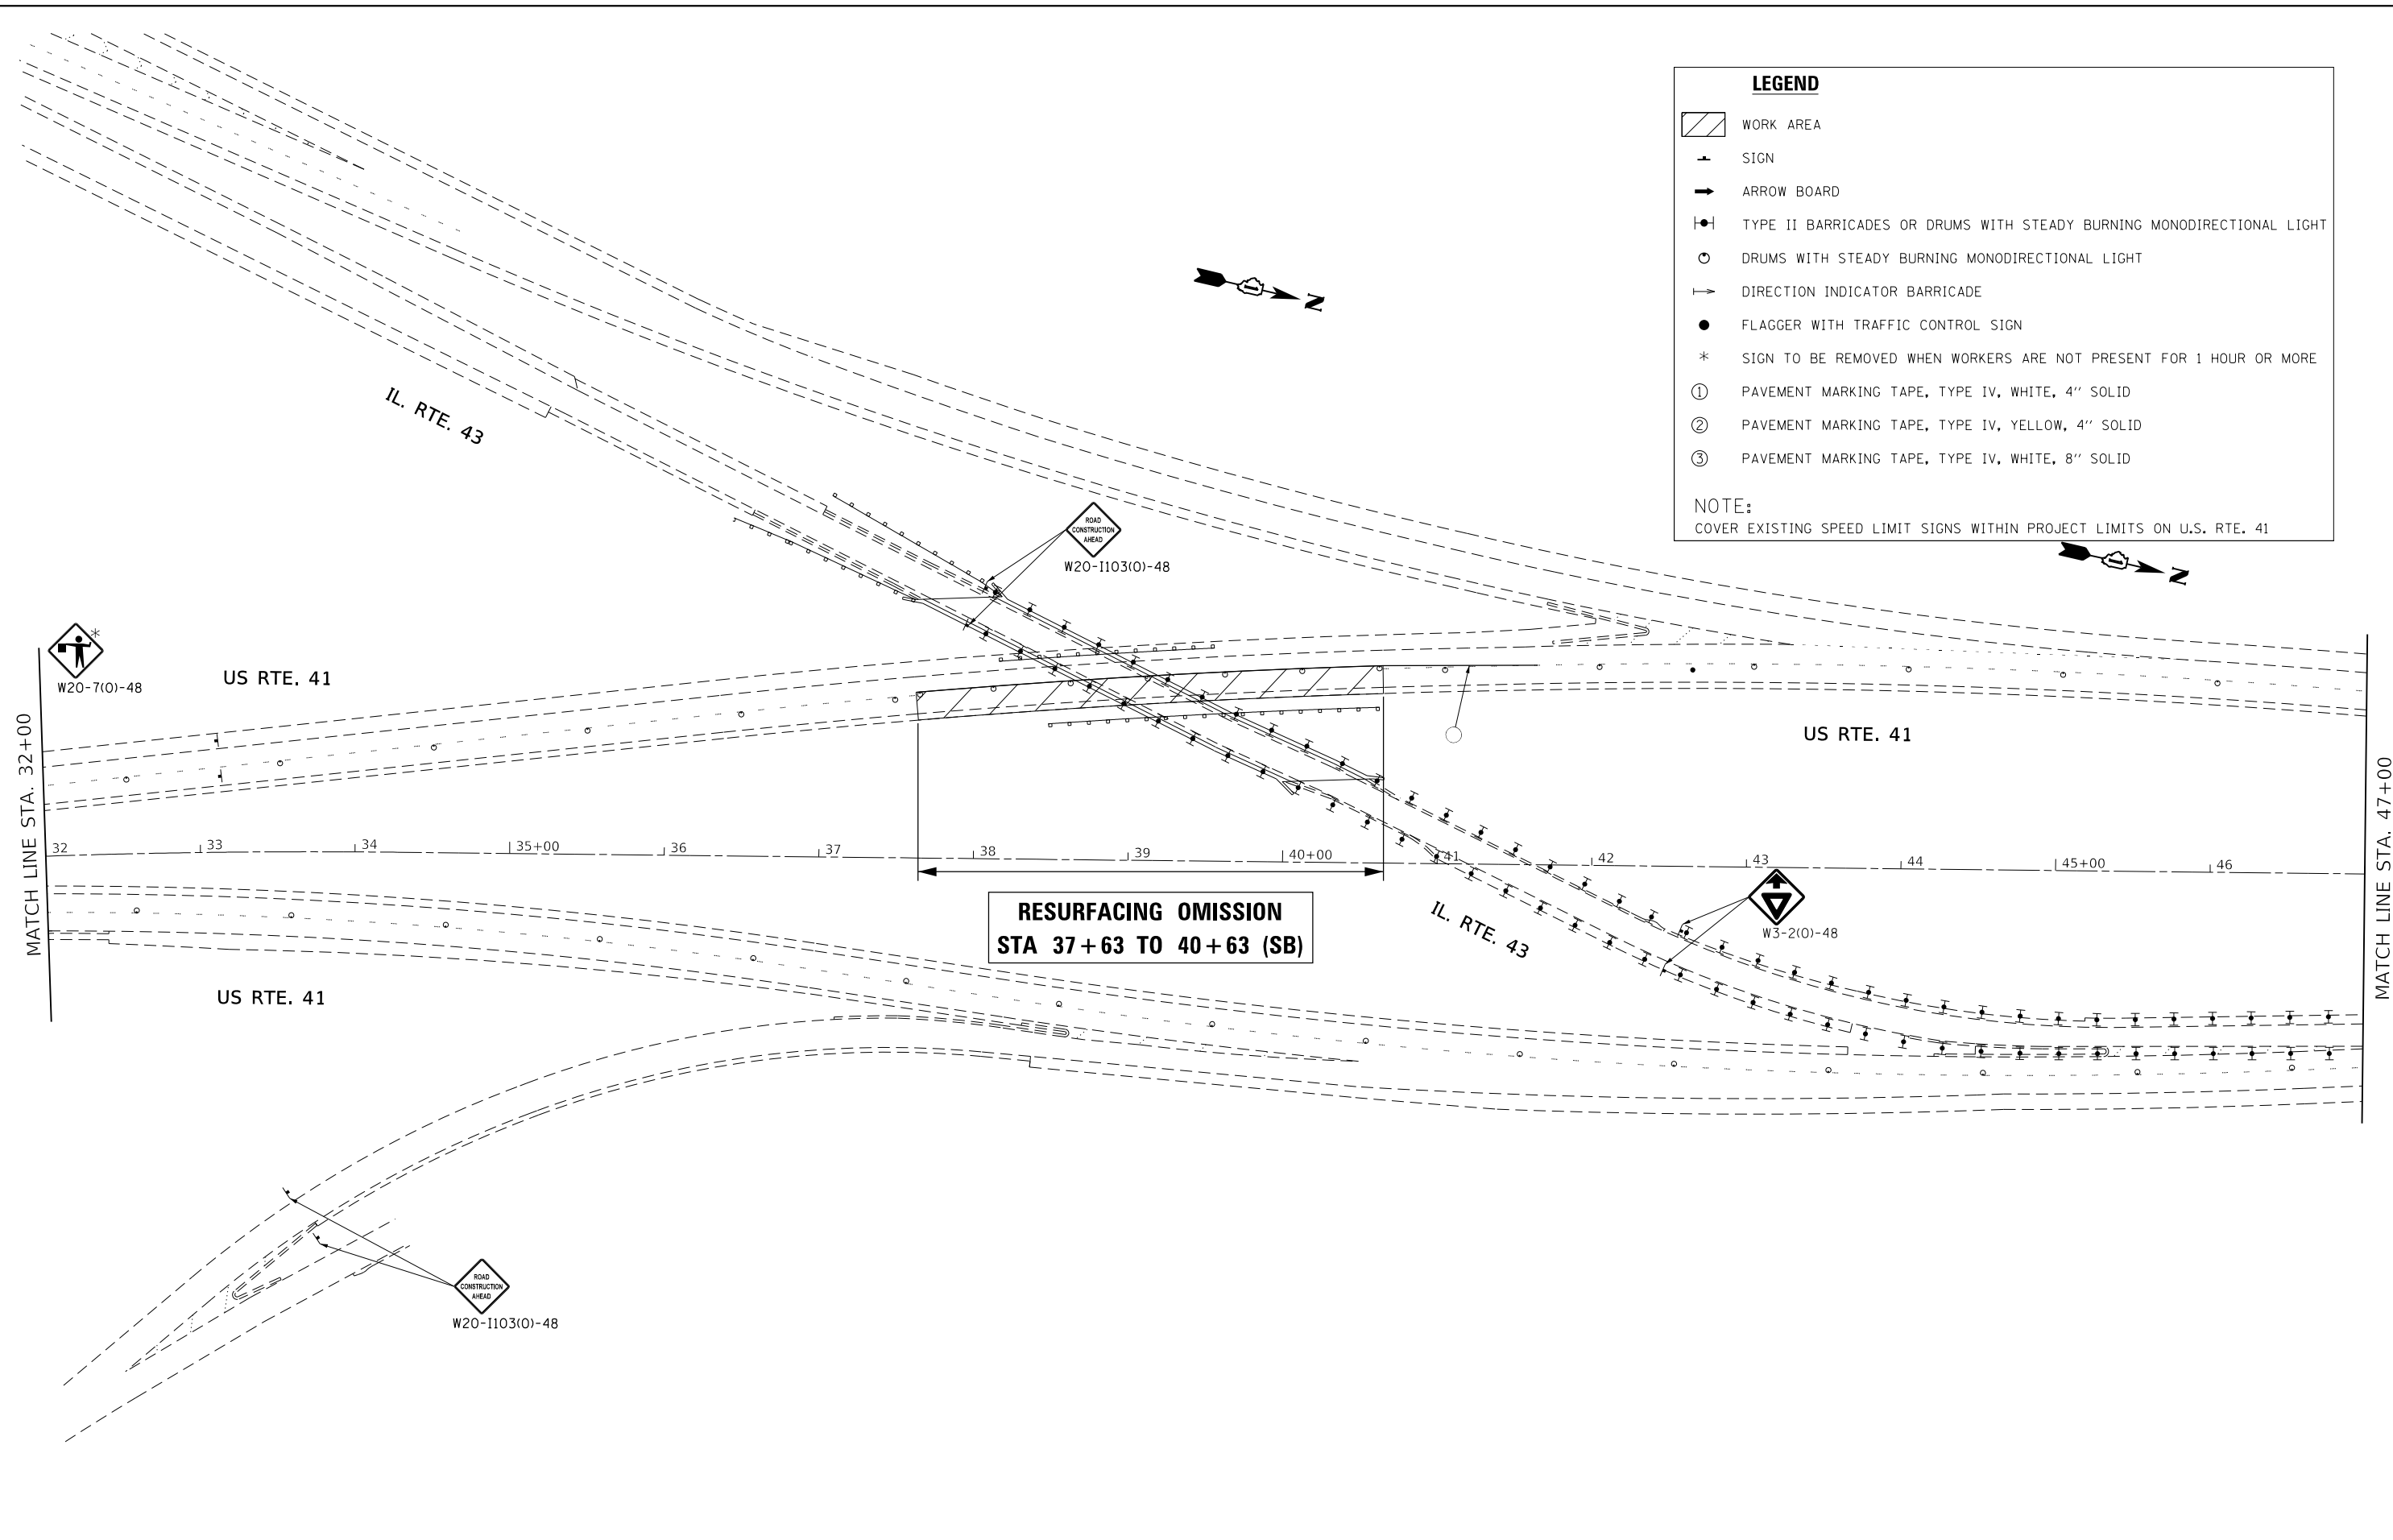 LEGEND
WORK AREA
SIGN
ARROW BOARD
TYPE II BARRICADES OR DRUMS WITH STEADY BURNING MONODIRECTIONAL LIGHT
DRUMS WITH STEADY BURNING MONODIRECTIONAL LIGHT
DIRECTION INDICATOR BARRICADE
FLAGGER WITH TRAFFIC CONTROL SIGN
* SIGN TO BE REMOVED WHEN WORKERS ARE NOT PRESENT FOR 1 HOUR OR MORE
① PAVEMENT MARKING TAPE, TYPE IV, WHITE, 4'' SOLID
② PAVEMENT MARKING TAPE, TYPE IV, YELLOW, 4'' SOLID
③ PAVEMENT MARKING TAPE, TYPE IV, WHITE, 8'' SOLID
NOTE:
COVER EXISTING SPEED LIMIT SIGNS WITHIN PROJECT LIMITS ON U.S. RTE. 41
N
N
IL. RTE. 43
ROAD
CONSTRUCTION
AHEAD
W20-I103(0)-48
*
W20-7(0)-48
US RTE. 41
US RTE. 41
MATCH LINE STA. 32+00
MATCH LINE STA. 47+00
32 33 34 35+00 36 37 38 39 40+00 41 42 43 44 45+00 46
RESURFACING OMISSION
STA 37+63 TO 40+63 (SB)
IL. RTE. 43
W3-2(0)-48
US RTE. 41
ROAD
CONSTRUCTION
AHEAD
W20-I103(0)-48